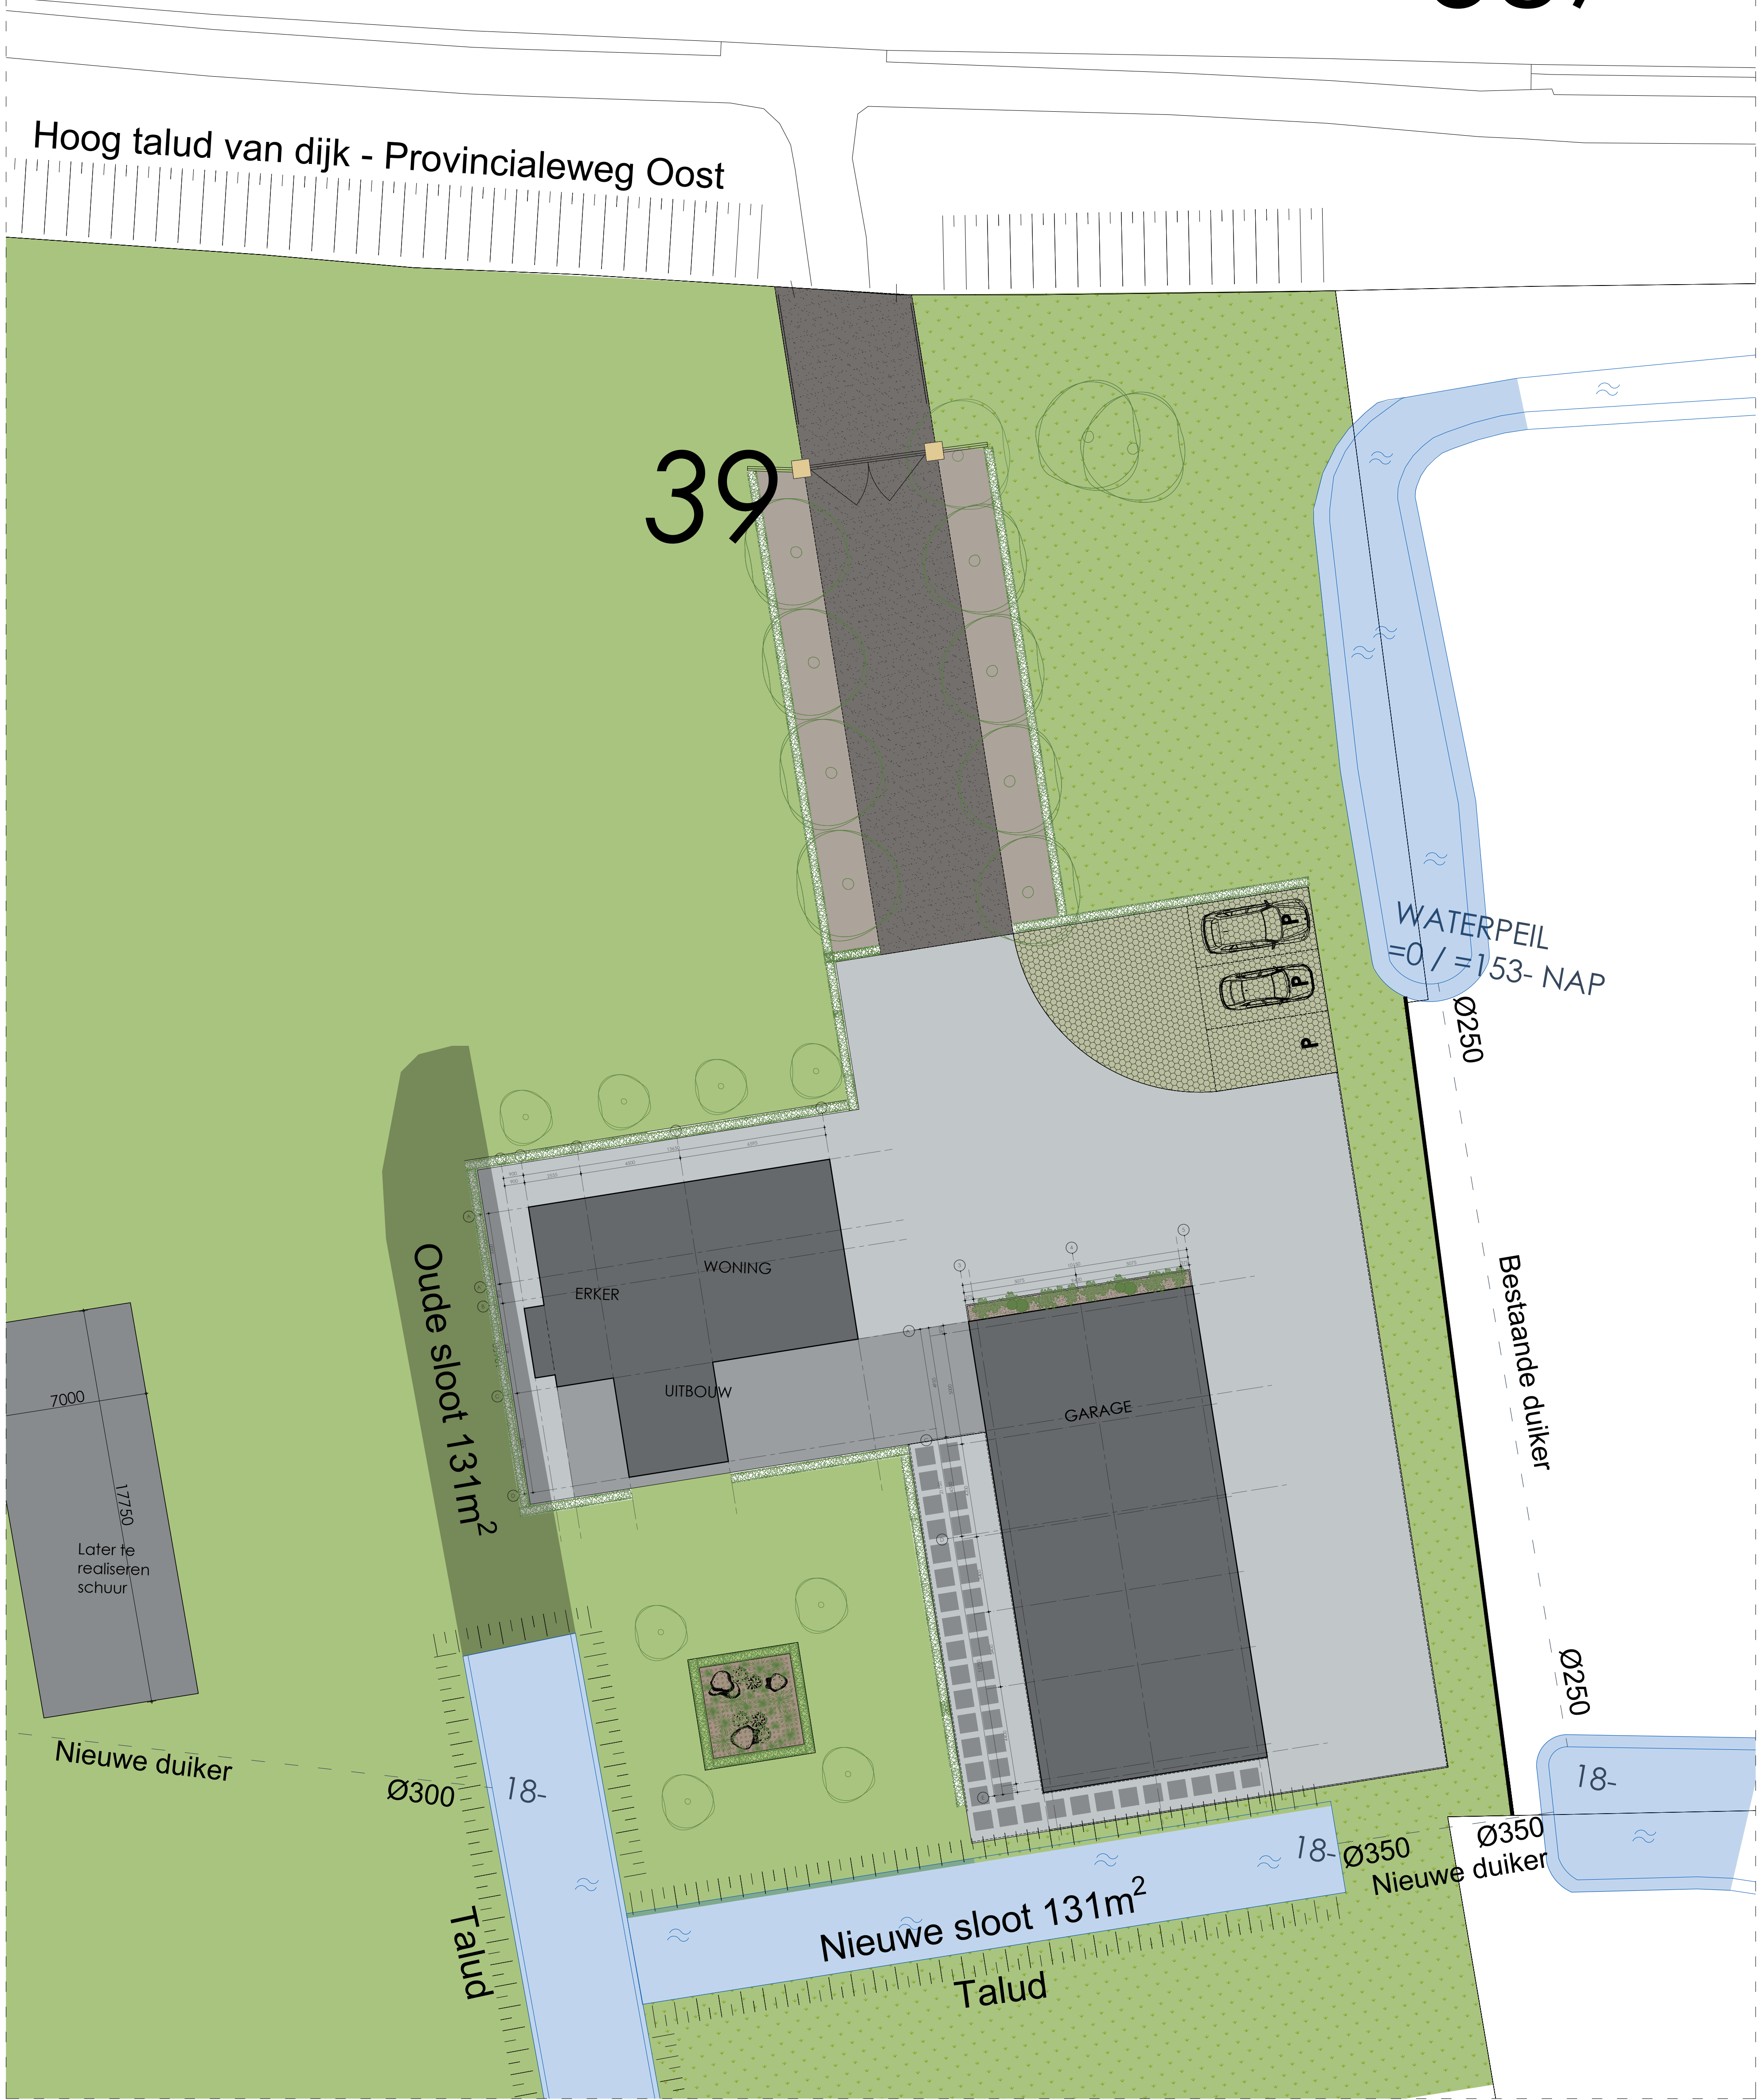 Hoog talud van dijk - Provincialeweg Oost
39
P
P
P
WATERPEIL
=0 / =153- NAP
Ø250
Oude sloot 131m²
WONING
ERKER
UITBOUW
GARAGE
Bestaande duiker
7000
17750
Later te
realiseren
schuur
Ø250
Nieuwe duiker
Ø300
18-
18-
18-
Ø350
Ø350
Nieuwe duiker
Nieuwe sloot 131m²
Talud
Talud